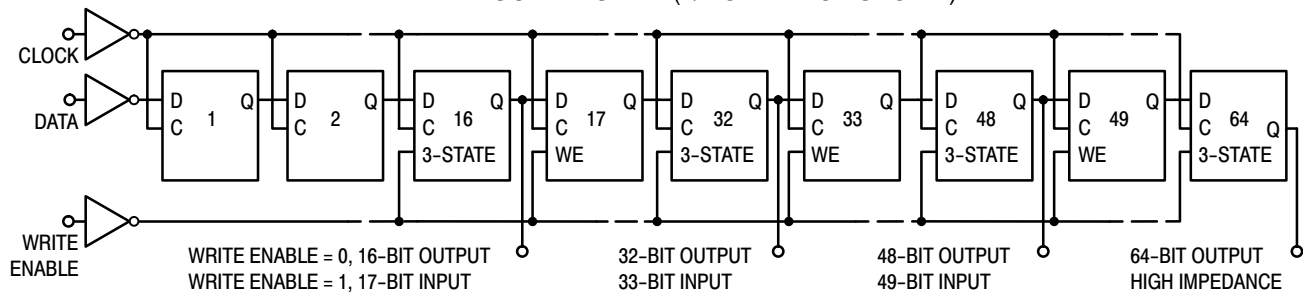 CLOCK
DATA
D Q
C
1
D Q
C
2
D Q
C
16
3-STATE
D Q
C
17
WE
D Q
C
32
3-STATE
D Q
C
33
WE
D Q
C
48
3-STATE
D Q
C
49
WE
D
C
64
Q
3-STATE
WRITE
ENABLE
WRITE ENABLE = 0, 16-BIT OUTPUT
WRITE ENABLE = 1, 17-BIT INPUT
32-BIT OUTPUT
33-BIT INPUT
48-BIT OUTPUT
49-BIT INPUT
64-BIT OUTPUT
HIGH IMPEDANCE